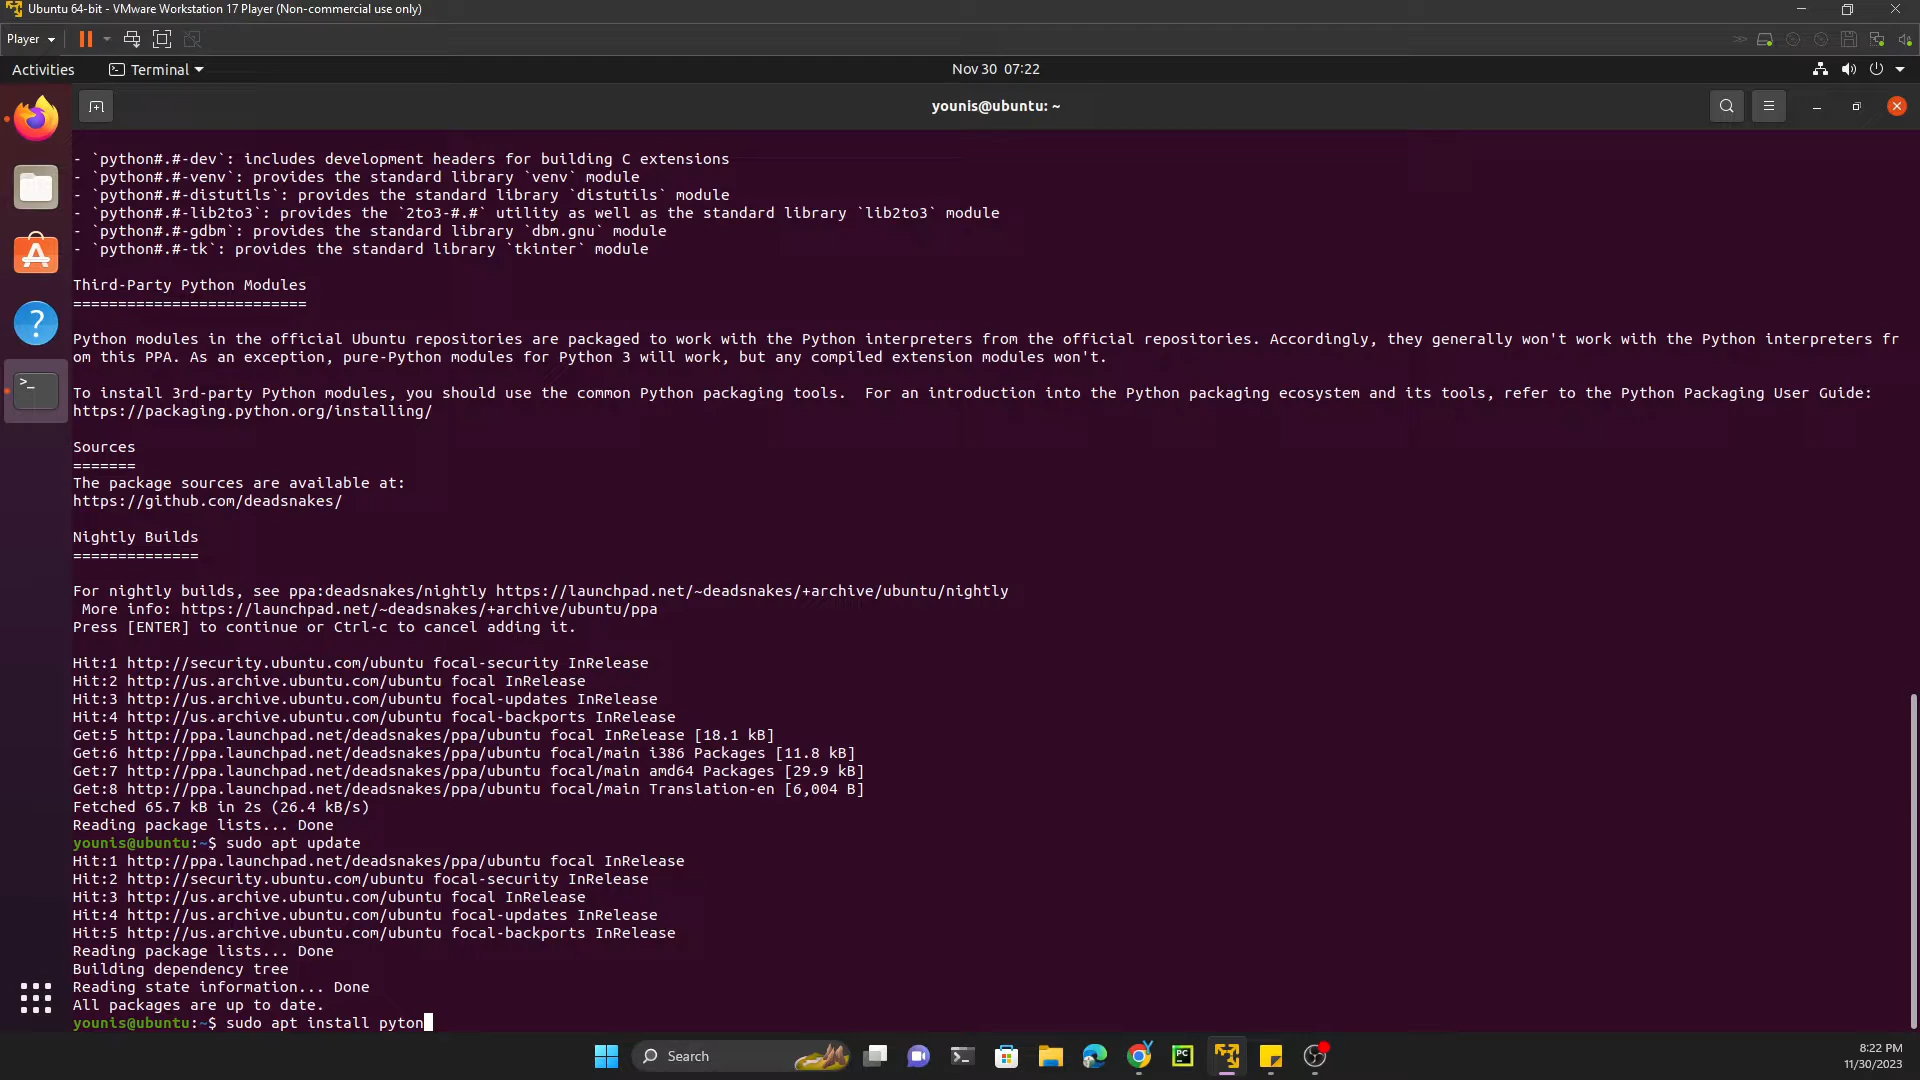 Ubuntu 64-bit - VMware Workstation 17 Player (Non-commercial use only)
Player
Activities
Terminal
Nov 30 07:22
younis@ubuntu: ~
- `python#.#-dev`: includes development headers for building C extensions
- `python#.#-venv`: provides the standard library `venv` module
- `python#.#-distutils`: provides the standard library `distutils` module
- `python#.#-lib2to3`: provides the `2to3-#.#` utility as well as the standard library `lib2to3` module
- `python#.#-gdbm`: provides the standard library `dbm.gnu` module
- `python#.#-tk`: provides the standard library `tkinter` module
Third-Party Python Modules
==========================
Python modules in the official Ubuntu repositories are packaged to work with the Python interpreters from the official repositories. Accordingly, they generally won't work with the Python interpreters fr
om this PPA. As an exception, pure-Python modules for Python 3 will work, but any compiled extension modules won't.
To install 3rd-party Python modules, you should use the common Python packaging tools.  For an introduction into the Python packaging ecosystem and its tools, refer to the Python Packaging User Guide:
https://packaging.python.org/installing/
Sources
=======
The package sources are available at:
https://github.com/deadsnakes/
Nightly Builds
==============
For nightly builds, see ppa:deadsnakes/nightly https://launchpad.net/~deadsnakes/+archive/ubuntu/nightly
 More info: https://launchpad.net/~deadsnakes/+archive/ubuntu/ppa
Press [ENTER] to continue or Ctrl-c to cancel adding it.
Hit:1 http://security.ubuntu.com/ubuntu focal-security InRelease
Hit:2 http://us.archive.ubuntu.com/ubuntu focal InRelease
Hit:3 http://us.archive.ubuntu.com/ubuntu focal-updates InRelease
Hit:4 http://us.archive.ubuntu.com/ubuntu focal-backports InRelease
Get:5 http://ppa.launchpad.net/deadsnakes/ppa/ubuntu focal InRelease [18.1 kB]
Get:6 http://ppa.launchpad.net/deadsnakes/ppa/ubuntu focal/main i386 Packages [11.8 kB]
Get:7 http://ppa.launchpad.net/deadsnakes/ppa/ubuntu focal/main amd64 Packages [29.9 kB]
Get:8 http://ppa.launchpad.net/deadsnakes/ppa/ubuntu focal/main Translation-en [6,004 B]
Fetched 65.7 kB in 2s (26.4 kB/s)
Reading package lists... Done
younis@ubuntu:~$ sudo apt update
Hit:1 http://ppa.launchpad.net/deadsnakes/ppa/ubuntu focal InRelease
Hit:2 http://security.ubuntu.com/ubuntu focal-security InRelease
Hit:3 http://us.archive.ubuntu.com/ubuntu focal InRelease
Hit:4 http://us.archive.ubuntu.com/ubuntu focal-updates InRelease
Hit:5 http://us.archive.ubuntu.com/ubuntu focal-backports InRelease
Reading package lists... Done
Building dependency tree
Reading state information... Done
All packages are up to date.
younis@ubuntu:~$ sudo apt install pyton
Search
PC
8:22 PM
11/30/2023